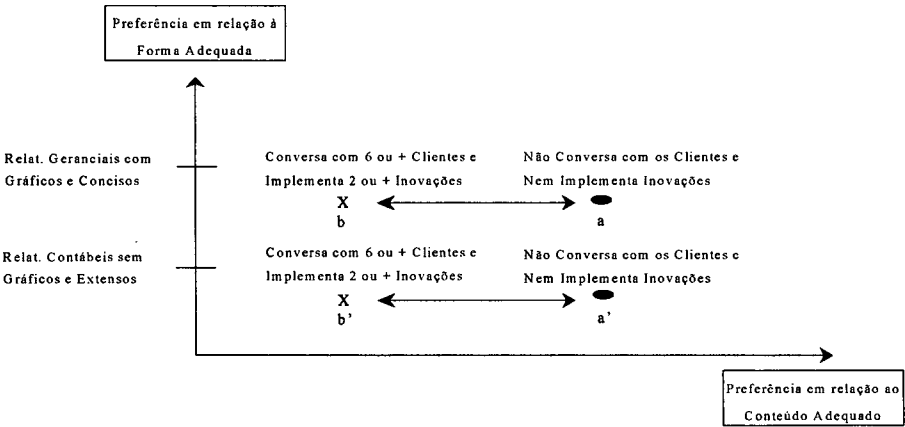 Preferência em relação à
Forma Adequada
Relat. Geranciais com
Gráficos e Concisos
Conversa com 6 ou + Clientes e
Implementa 2 ou + Inovações
X
b
Não Conversa com os Clientes e
Nem Implementa Inovações
a
Relat. Contábeis sem
Gráficos e Extensos
Conversa com 6 ou + Clientes e
Implementa 2 ou + Inovações
X
b'
Não Conversa com os Clientes e
Nem Implementa Inovações
a'
Preferência em relação ao
Conteúdo Adequado